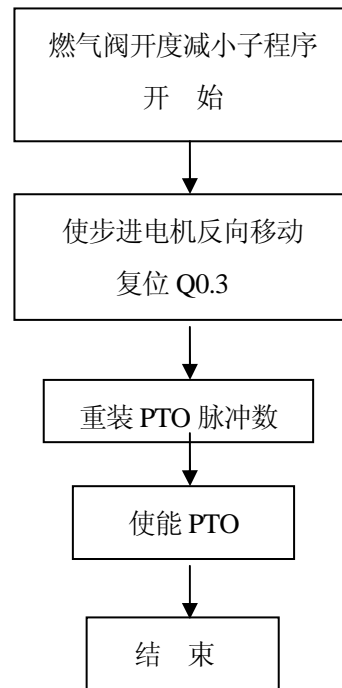 燃气阀开度减小子程序
开 始
使步进电机反向移动
复位 Q0.3
重装 PTO 脉冲数
使能 PTO
结 束